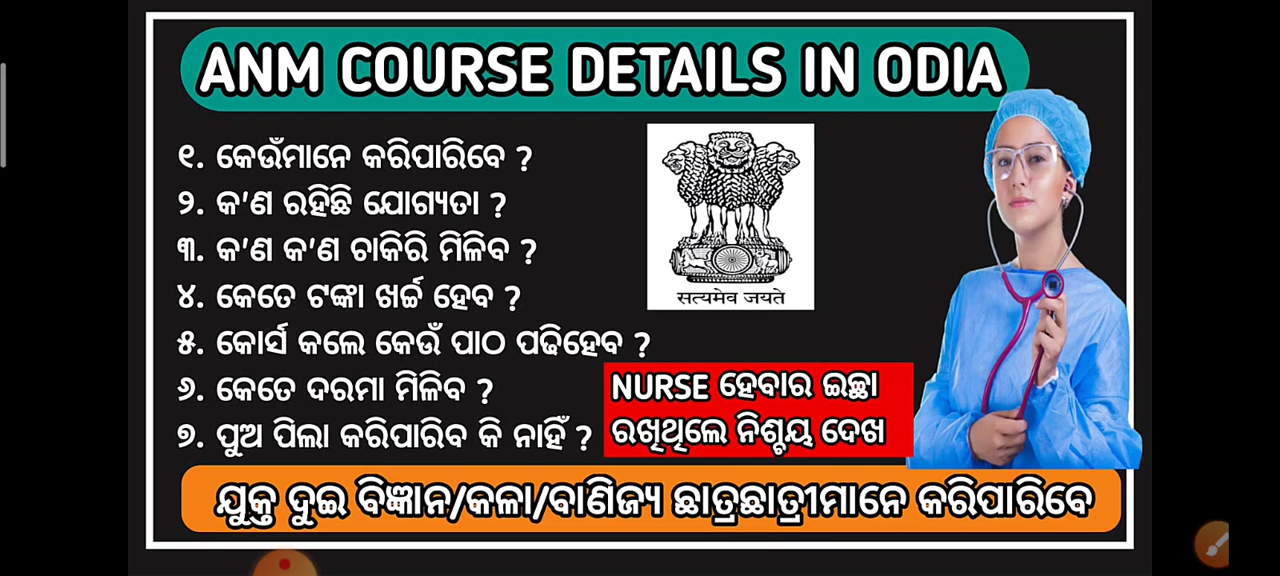 ANM COURSE DETAILS IN ODIA
୧. କେଉଁମାନେ କରିପାରିବେ ?
୨. କ'ଣ ରହିଛି ଯୋଗ୍ୟତା ?
୩. କ'ଣ କ'ଣ ଚାକିରି ମିଳିବ ?
୪. କେତେ ଟଙ୍କା ଖର୍ଚ୍ଚ ହେବ ?
୫. କୋର୍ସ କଲେ କେଉଁ ପାଠ ପଢିହେବ ?
୬. କେତେ ଦରମା ମିଳିବ ?
୭. ପୁଅ ପିଲା କରିପାରିବ କି ନାହିଁ ?
सत्यमेव जयते
NURSE ହେବାର ଇଚ୍ଛା
ରଖିଥିଲେ ନିଶ୍ଚୟ ଦେଖ
ଯୁକ୍ତ ଦୁଇ ବିଜ୍ଞାନ/କଳା/ବାଣିଜ୍ୟ ଛାତ୍ରଛାତ୍ରୀମାନେ କରିପାରିବେ